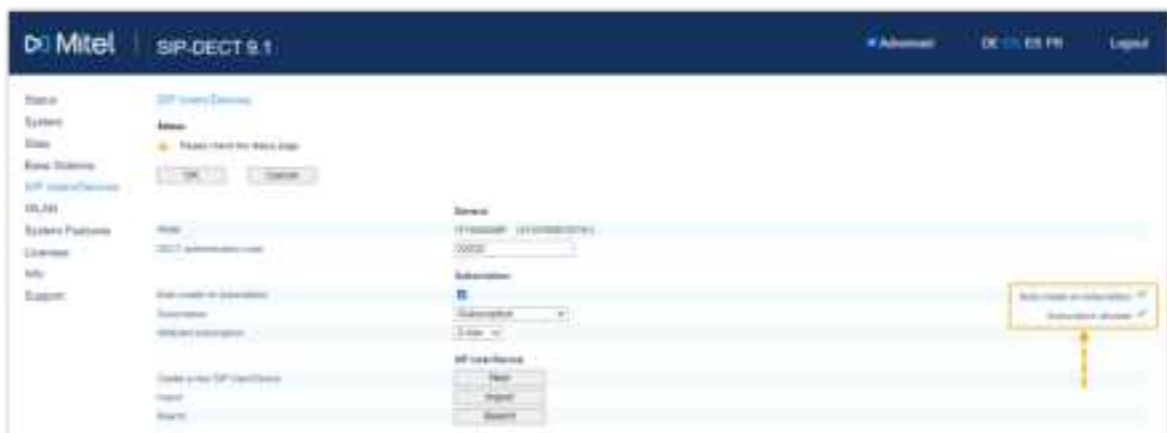 Mitel SIP-DECT 9.1
Advanced DE EN ES FR Logout
Status
System
Sites
Base Stations
SIP Users/Devices
WLAN
System Features
Licenses
Info
Support
SIP Users/Devices
Status
Please check the status page
OK Cancel
General
PARK
DECT authentication code
Subscription
Auto-create on subscription
Subscription Subscription
Wildcard subscription 2 min
SIP User/Device
Create a new SIP User/Device New
Import Import
Search Search
Auto-create on subscription ✓
Subscription allowed ✓